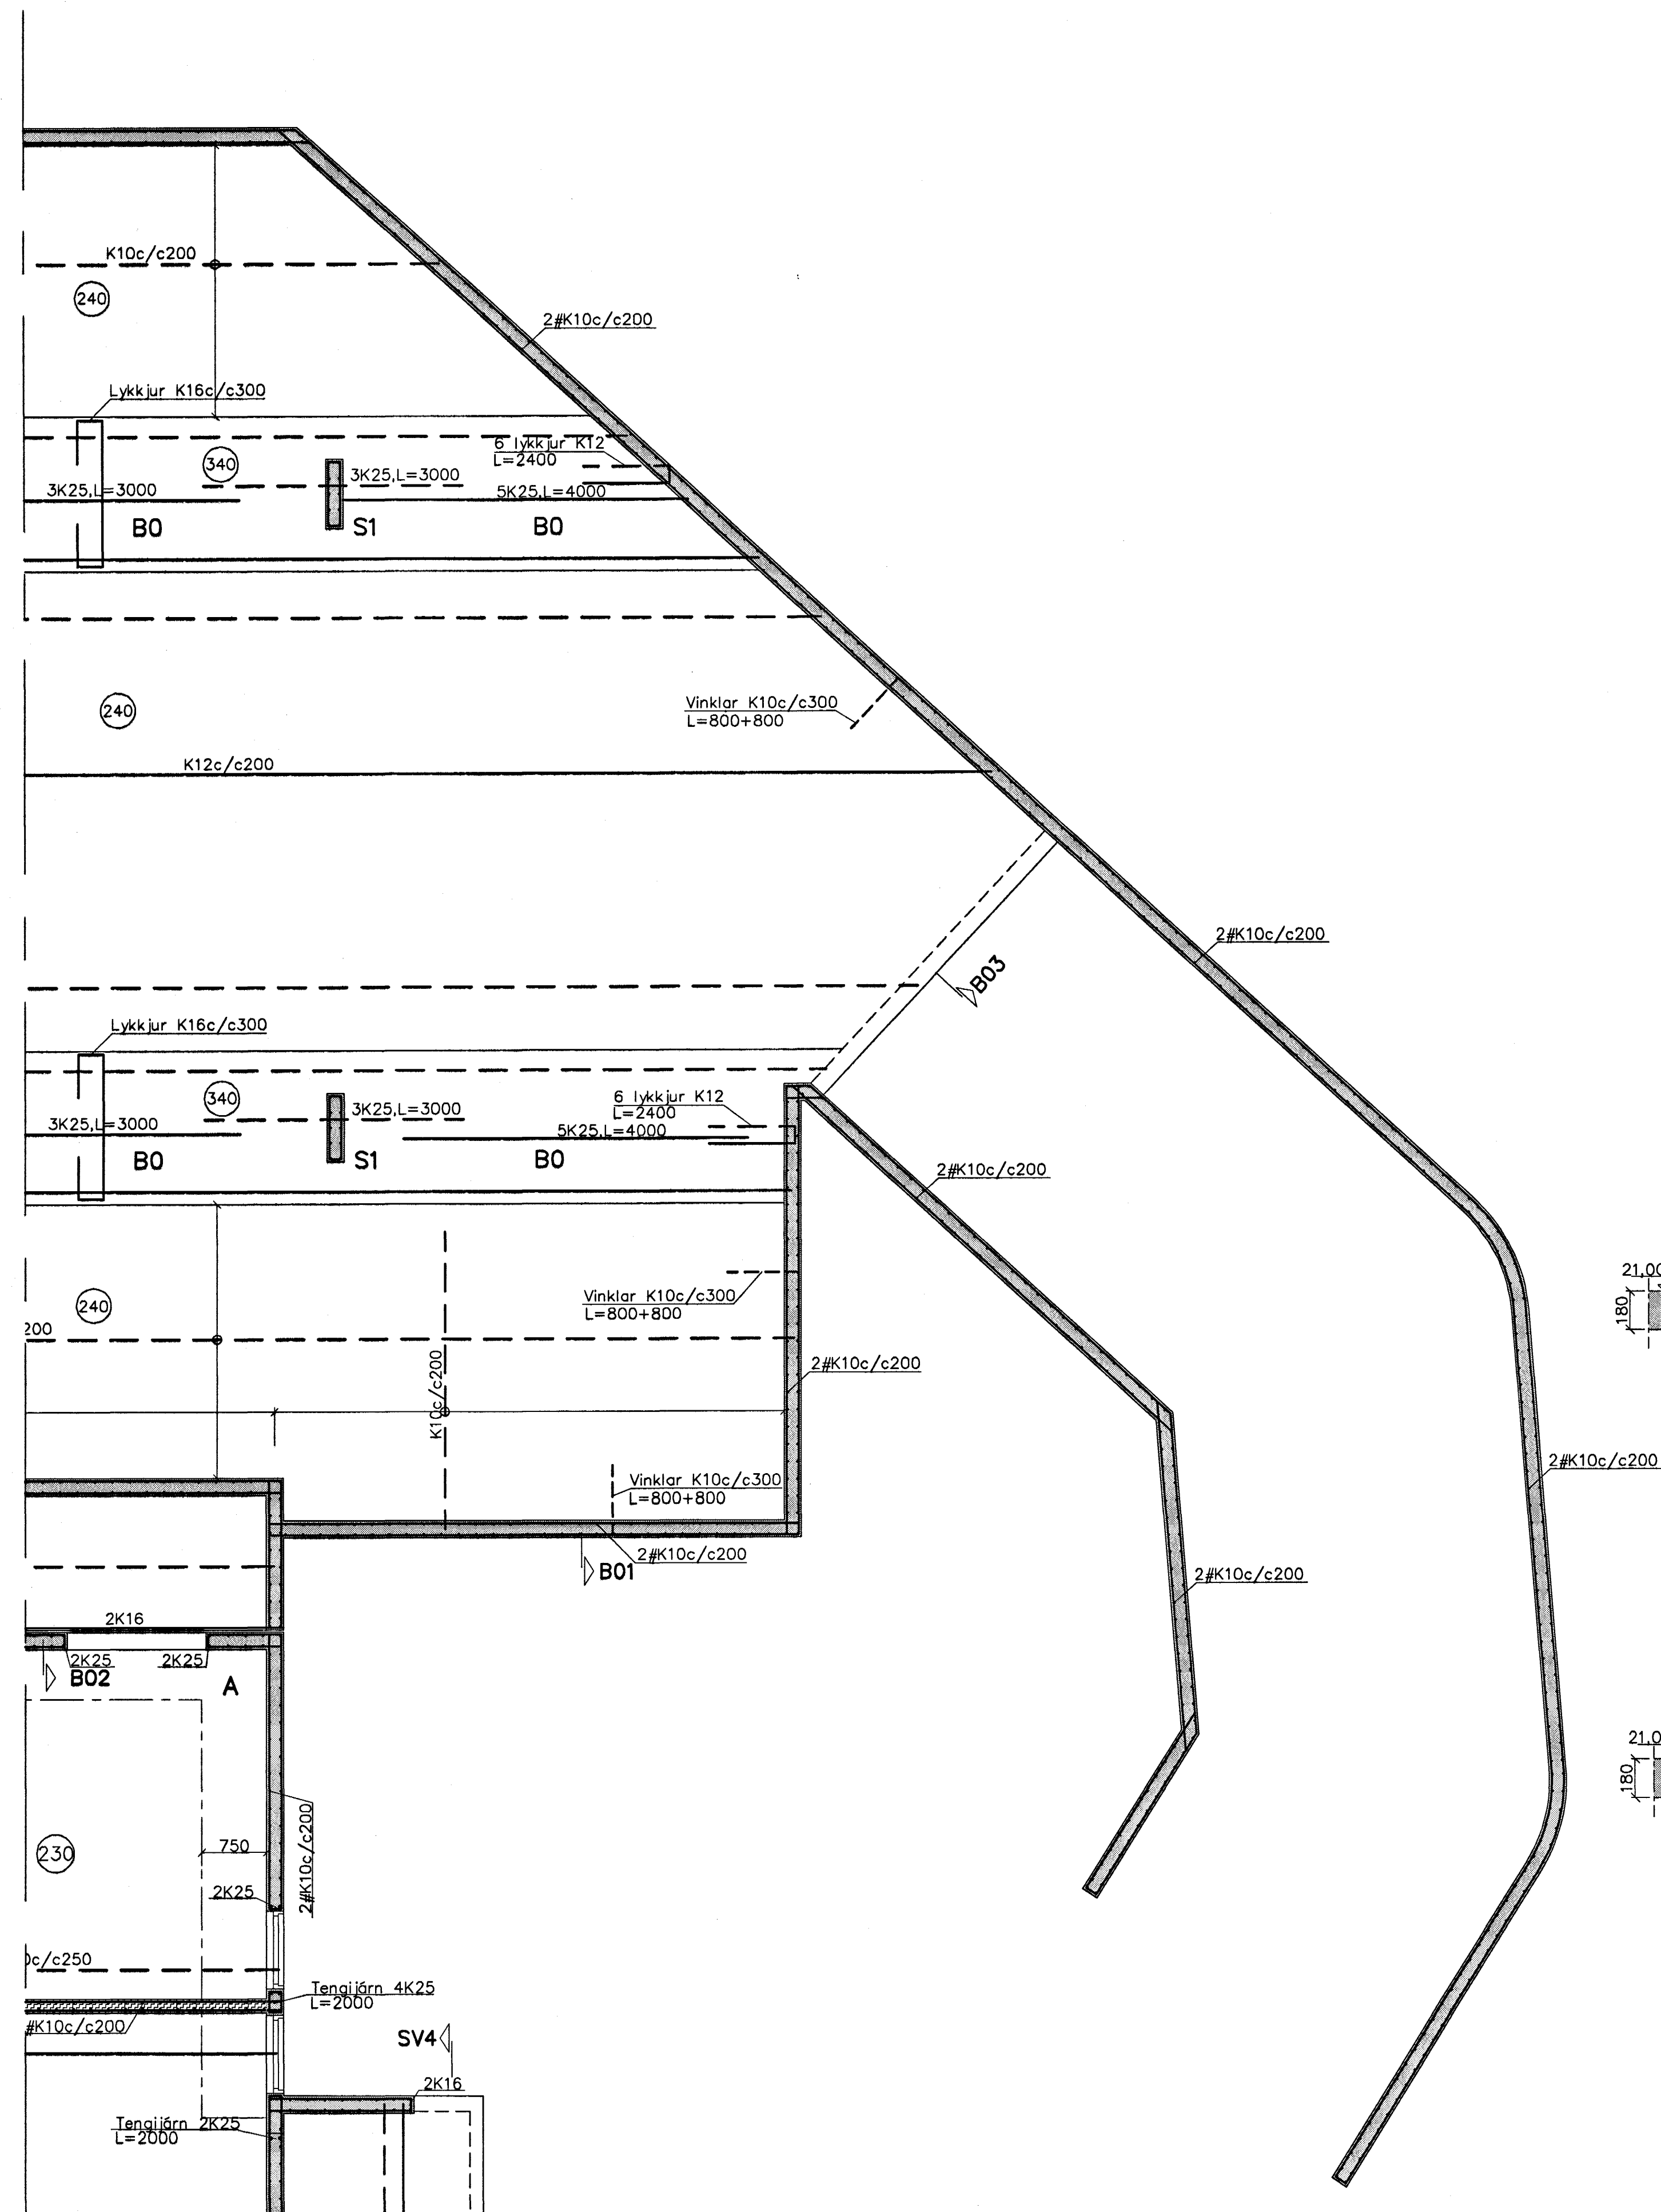 K10c/c200
240
2#K10c/c200
Lykkjur K16c/c300
340
6 lykkjur K12
L=2400
3K25,L=3000
3K25,L=3000
5K25,L=4000
B0
S1
B0
Vinklar K10c/c300
L=800+800
240
K12c/c200
2#K10c/c200
B03
Lykkjur K16c/c300
340
3K25,L=3000
6 lykkjur K12
L=2400
3K25,L=3000
5K25,L=4000
B0
S1
B0
2#K10c/c200
21,00
180
Vinklar K10c/c300
L=800+800
240
200
K10c/c200
2#K10c/c200
2#K10c/c200
Vinklar K10c/c300
L=800+800
2#K10c/c200
B01
2#K10c/c200
2K16
2K25
2K25
B02
A
21,0
180
2#K10c/c200
750
230
2K25
c/c250
Tengijárn 4K25
L=2000
#K10c/c200
SV4
2K16
Tengijárn 2K25
L=2000